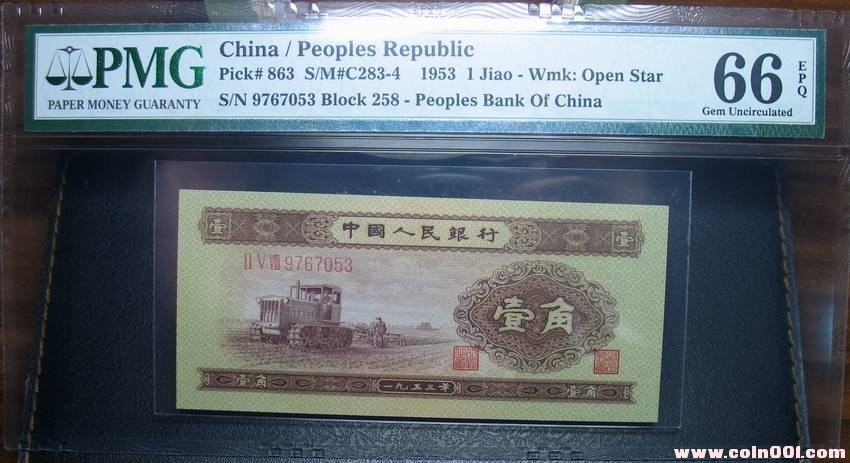 PMG
PAPER MONEY GUARANTY
China / Peoples Republic
Pick# 863 S/M#C283-4 1953 1 Jiao - Wmk: Open Star
S/N 9767053 Block 258 - Peoples Bank Of China
66
EPQ
Gem Uncirculated
壹
中國人民銀行
壹
II V VIII 9767053
壹角
壹角
一九五三年
壹角
www.coin001.com